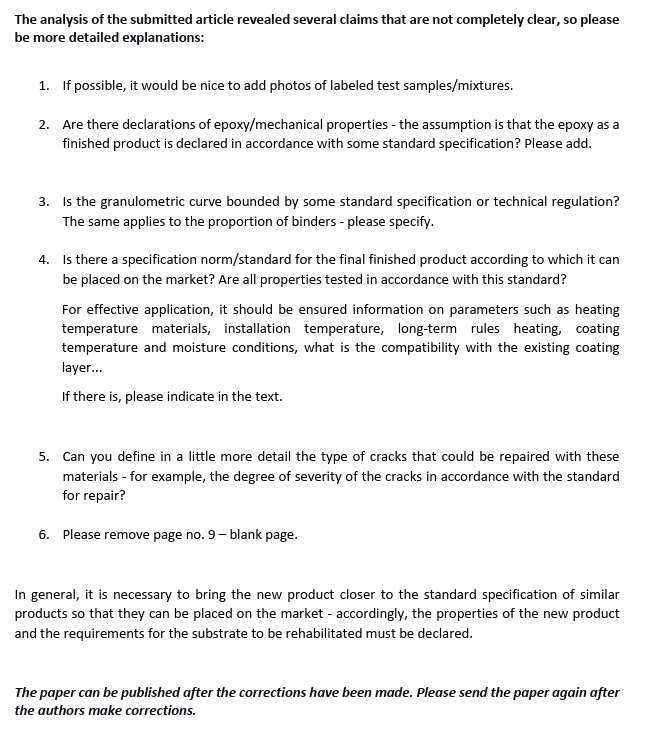 The analysis of the submitted article revealed several claims that are not completely clear, so please
be more detailed explanations:
1. If possible, it would be nice to add photos of labeled test samples/mixtures.
2. Are there declarations of epoxy/mechanical properties - the assumption is that the epoxy as a
finished product is declared in accordance with some standard specification? Please add.
3. Is the granulometric curve bounded by some standard specification or technical regulation?
The same applies to the proportion of binders - please specify.
4. Is there a specification norm/standard for the final finished product according to which it can
be placed on the market? Are all properties tested in accordance with this standard?
For effective application, it should be ensured information on parameters such as heating
temperature materials, installation temperature, long-term rules heating, coating
temperature and moisture conditions, what is the compatibility with the existing coating
layer...
If there is, please indicate in the text.
5. Can you define in a little more detail the type of cracks that could be repaired with these
materials - for example, the degree of severity of the cracks in accordance with the standard
for repair?
6. Please remove page no. 9 – blank page.
In general, it is necessary to bring the new product closer to the standard specification of similar
products so that they can be placed on the market - accordingly, the properties of the new product
and the requirements for the substrate to be rehabilitated must be declared.
The paper can be published after the corrections have been made. Please send the paper again after
the authors make corrections.